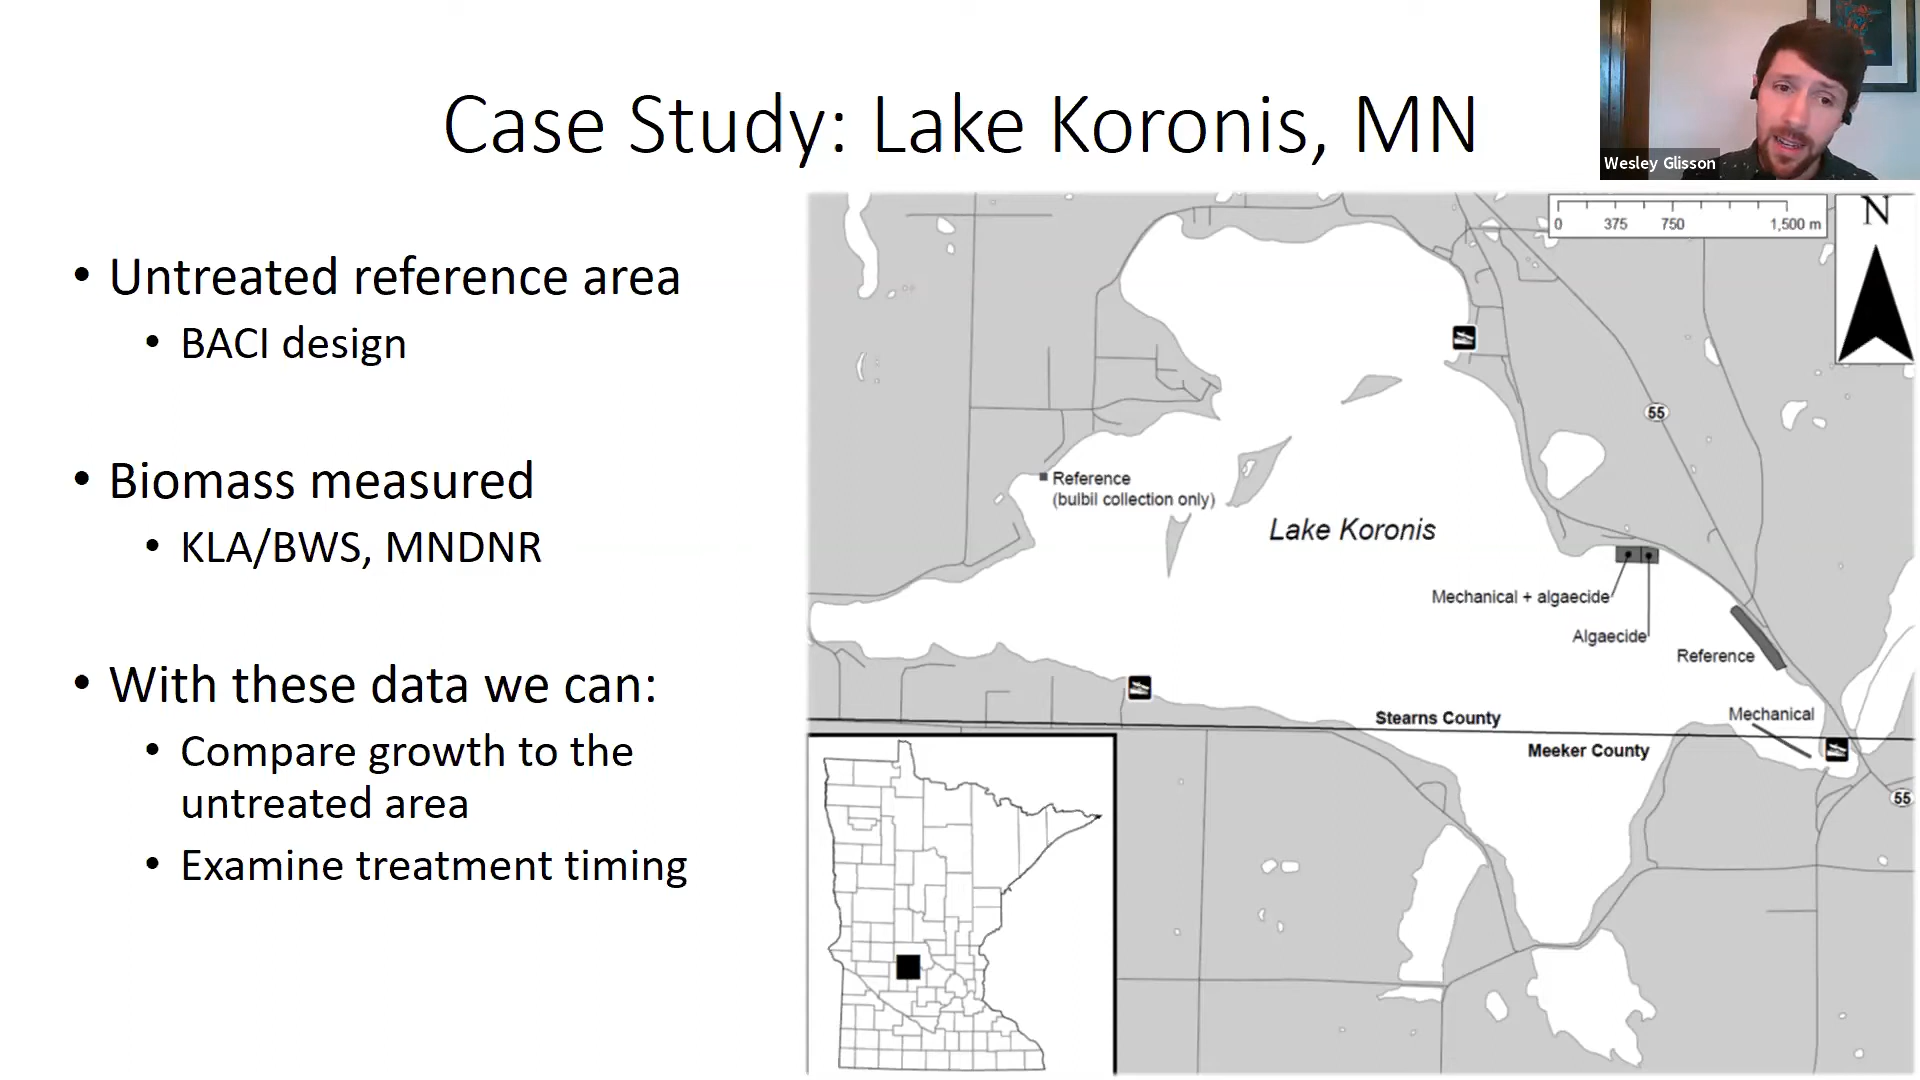 Case Study: Lake Koronis, MN
Wesley Glisson
• Untreated reference area
• BACI design
• Biomass measured
• KLA/BWS, MNDNR
• With these data we can:
• Compare growth to the
untreated area
• Examine treatment timing
0 375 750 1,500 m
N
55
Reference
(bulbil collection only)
Lake Koronis
Mechanical + algaecide
Algaecide
Reference
Mechanical
Stearns County
Meeker County
55